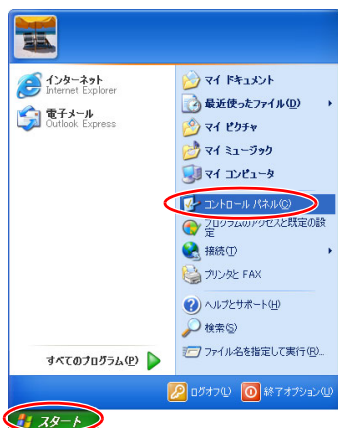 インターネット
Internet Explorer
電子メール
Outlook Express
すべてのプログラム(P)
マイ ドキュメント
最近使ったファイル(D)
マイ ピクチャ
マイ ミュージック
マイ コンピュータ
コントロール パネル(C)
プログラムのアクセスと既定の設
定
接続(T)
プリンタと FAX
ヘルプとサポート(H)
検索(S)
ファイル名を指定して実行(R)...
ログオフ(L)
終了オプション(U)
スタート